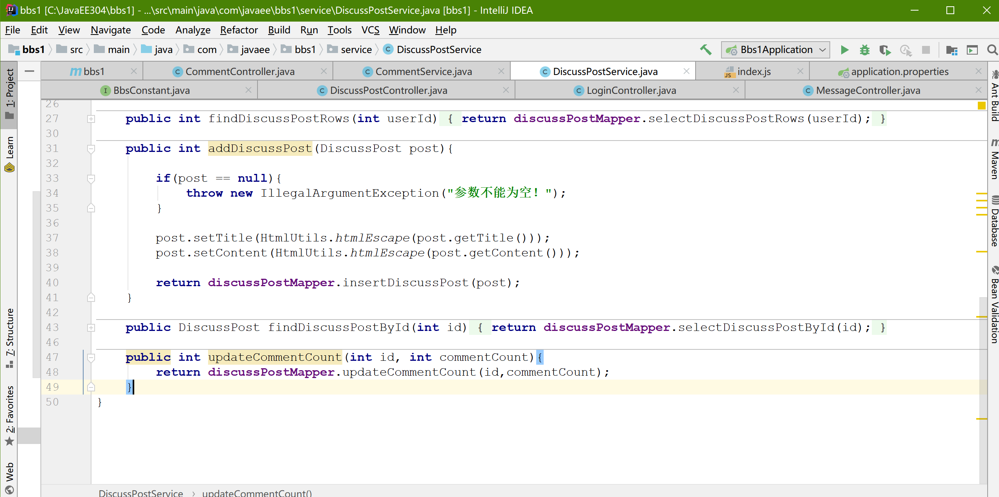 bbs1 [C:\JavaEE304\bbs1] - ...\src\main\java\com\javaee\bbs1\service\DiscussPostService.java [bbs1] - IntelliJ IDEA
File Edit View Navigate Code Analyze Refactor Build Run Tools VCS Window Help
bbs1 src main java com javaee bbs1 service DiscussPostService Bbs1Application
bbs1 CommentController.java CommentService.java DiscussPostService.java index.js application.properties
BbsConstant.java DiscussPostController.java LoginController.java MessageController.java
26
27 public int findDiscussPostRows(int userId) { return discussPostMapper.selectDiscussPostRows(userId); }
30
31 public int addDiscussPost(DiscussPost post){
32
33 if(post == null){
34 throw new IllegalArgumentException("参数不能为空！");
35 }
36
37 post.setTitle(HtmlUtils.htmlEscape(post.getTitle()));
38 post.setContent(HtmlUtils.htmlEscape(post.getContent()));
39
40 return discussPostMapper.insertDiscussPost(post);
41 }
42
43 public DiscussPost findDiscussPostById(int id) { return discussPostMapper.selectDiscussPostById(id); }
46
47 public int updateCommentCount(int id, int commentCount){
48 return discussPostMapper.updateCommentCount(id,commentCount);
49 }
50 }
DiscussPostService › updateCommentCount()
1: Project
Learn
7: Structure
2: Favorites
Web
Ant Build
Maven
Database
Bean Validation